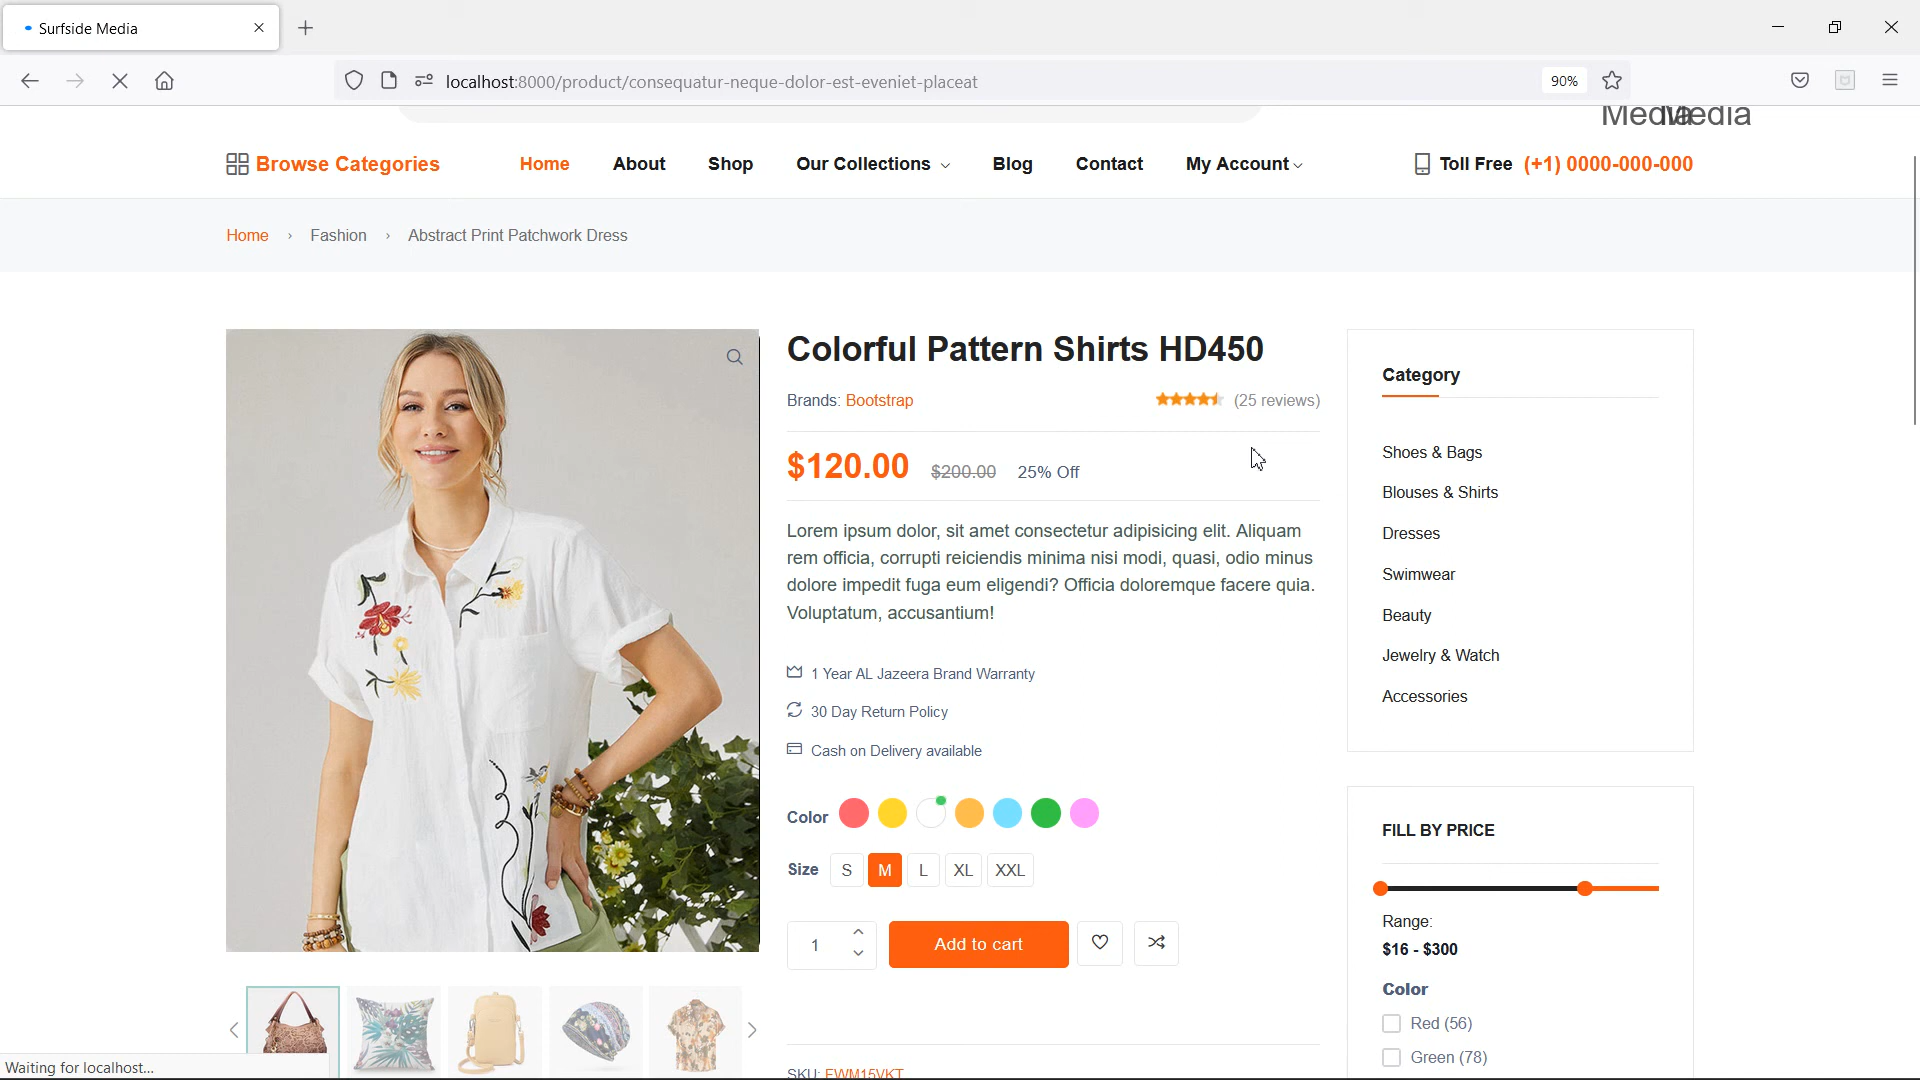 Surfside Media
localhost:8000/product/consequatur-neque-dolor-est-eveniet-placeat
90%
Browse Categories
Home
About
Shop
Our Collections
Blog
Contact
My Account
Toll Free (+1) 0000-000-000
Home > Fashion > Abstract Print Patchwork Dress
Colorful Pattern Shirts HD450
Brands: Bootstrap
(25 reviews)
$120.00 $200.00 25% Off
Lorem ipsum dolor, sit amet consectetur adipisicing elit. Aliquam
rem officia, corrupti reiciendis minima nisi modi, quasi, odio minus
dolore impedit fuga eum eligendi? Officia doloremque facere quia.
Voluptatum, accusantium!
1 Year AL Jazeera Brand Warranty
30 Day Return Policy
Cash on Delivery available
Color
Size S M L XL XXL
1
Add to cart
SKU: FWM15VKT
Category
Shoes & Bags
Blouses & Shirts
Dresses
Swimwear
Beauty
Jewelry & Watch
Accessories
FILL BY PRICE
Range:
$16 - $300
Color
Red (56)
Green (78)
Waiting for localhost...